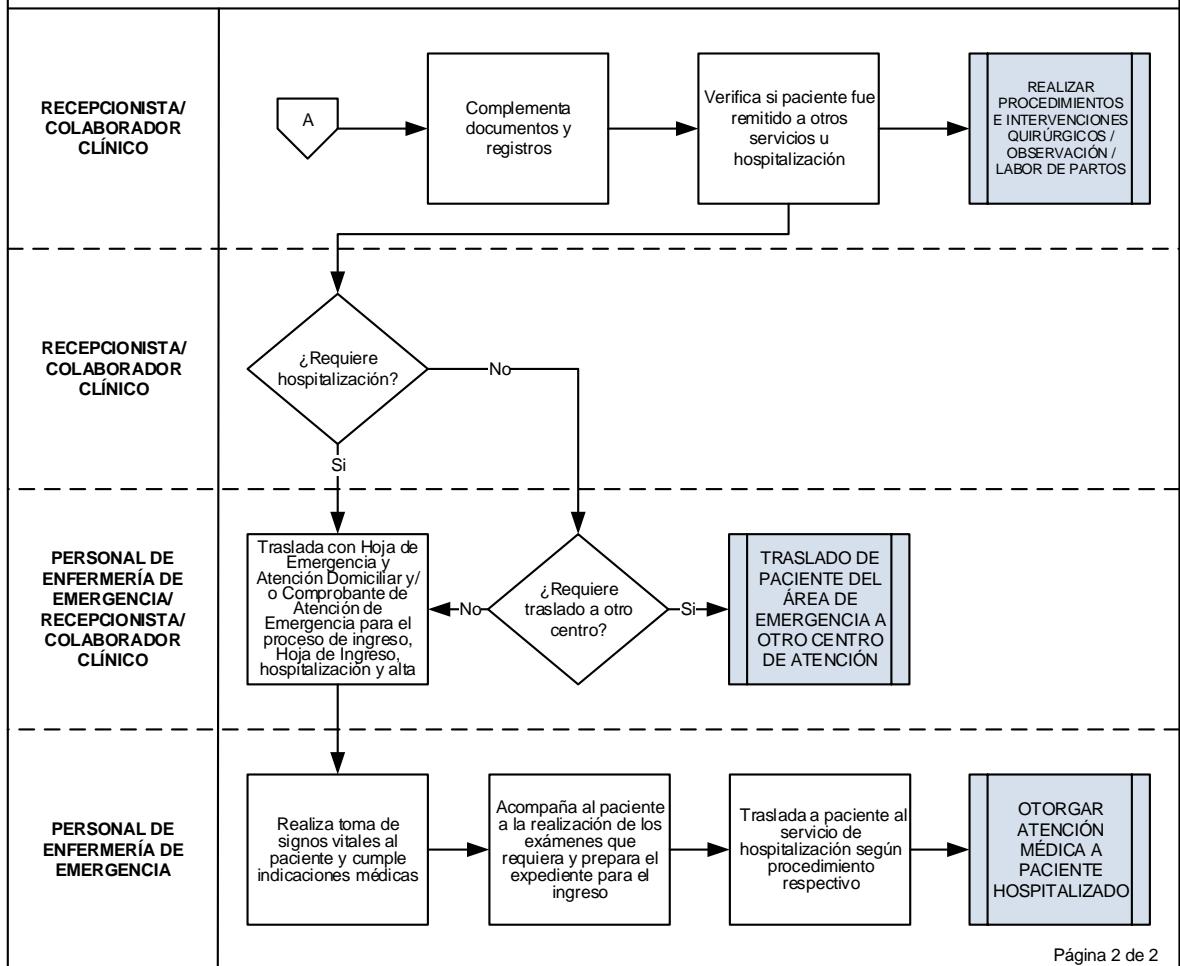 RECEPCIONISTA/
COLABORADOR
CLÍNICO
A
Complementa
documentos y
registros
Verifica si paciente fue
remitido a otros
servicios u
hospitalización
REALIZAR
PROCEDIMIENTOS
E INTERVENCIONES
QUIRÚRGICOS /
OBSERVACIÓN /
LABOR DE PARTOS
RECEPCIONISTA/
COLABORADOR
CLÍNICO
¿Requiere
hospitalización?
No
Si
PERSONAL DE
ENFERMERÍA DE
EMERGENCIA/
RECEPCIONISTA/
COLABORADOR
CLÍNICO
Traslada con Hoja de
Emergencia y
Atención Domiciliar y/
o Comprobante de
Atención de
Emergencia para el
proceso de ingreso,
Hoja de Ingreso,
hospitalización y alta
No
¿Requiere
traslado a otro
centro?
Si
TRASLADO DE
PACIENTE DEL
ÁREA DE
EMERGENCIA A
OTRO CENTRO
DE ATENCIÓN
PERSONAL DE
ENFERMERÍA DE
EMERGENCIA
Realiza toma de
signos vitales al
paciente y cumple
indicaciones médicas
Acompaña al paciente
a la realización de los
exámenes que
requiera y prepara el
expediente para el
ingreso
Traslada a paciente al
servicio de
hospitalización según
procedimiento
respectivo
OTORGAR
ATENCIÓN
MÉDICA A
PACIENTE
HOSPITALIZADO
Página 2 de 2